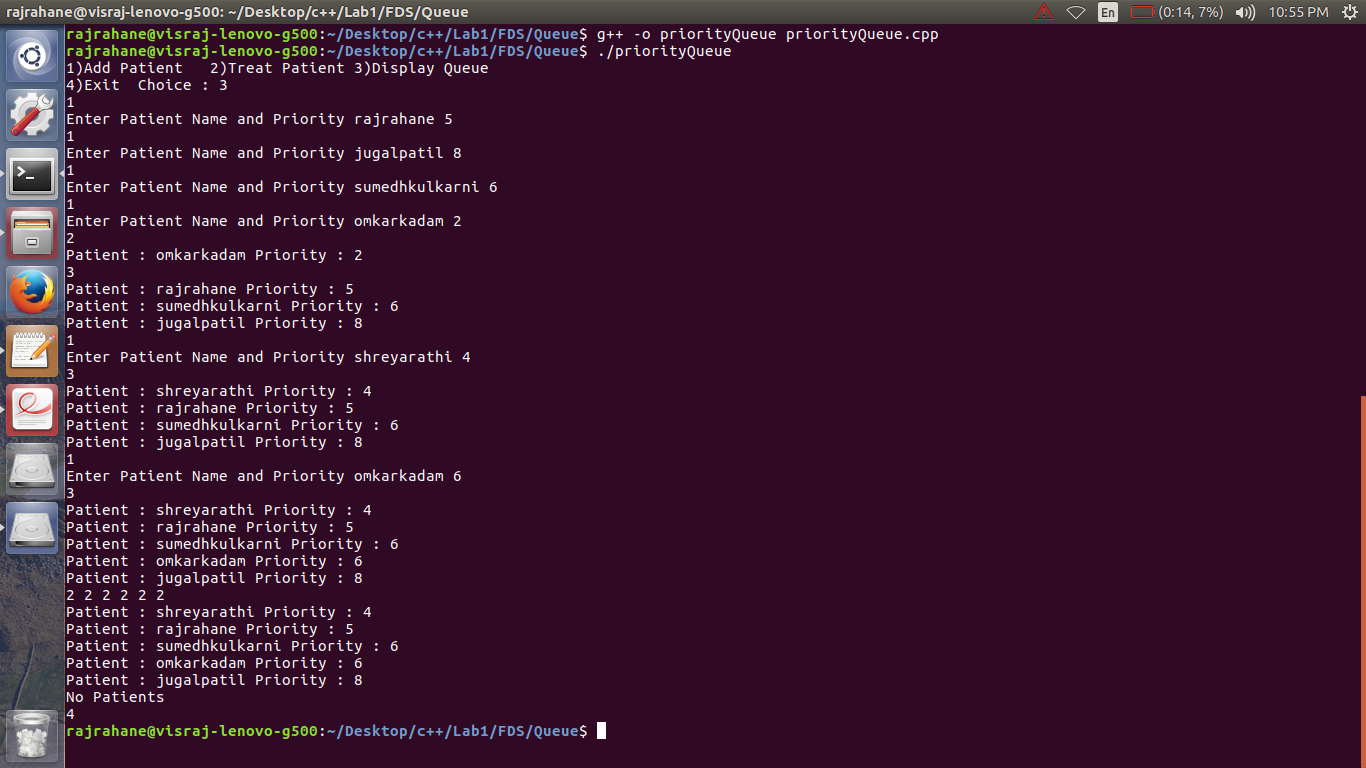 rajrahane@visraj-lenovo-g500: ~/Desktop/c++/Lab1/FDS/Queue En (0:14, 7%) 10:55 PM
rajrahane@visraj-lenovo-g500:~/Desktop/c++/Lab1/FDS/Queue$ g++ -o priorityQueue priorityQueue.cpp
rajrahane@visraj-lenovo-g500:~/Desktop/c++/Lab1/FDS/Queue$ ./priorityQueue
1)Add Patient   2)Treat Patient 3)Display Queue
4)Exit  Choice : 3
1
Enter Patient Name and Priority rajrahane 5
1
Enter Patient Name and Priority jugalpatil 8
1
Enter Patient Name and Priority sumedhkulkarni 6
1
Enter Patient Name and Priority omkarkadam 2
2
Patient : omkarkadam Priority : 2
3
Patient : rajrahane Priority : 5
Patient : sumedhkulkarni Priority : 6
Patient : jugalpatil Priority : 8
1
Enter Patient Name and Priority shreyarathi 4
3
Patient : shreyarathi Priority : 4
Patient : rajrahane Priority : 5
Patient : sumedhkulkarni Priority : 6
Patient : jugalpatil Priority : 8
1
Enter Patient Name and Priority omkarkadam 6
3
Patient : shreyarathi Priority : 4
Patient : rajrahane Priority : 5
Patient : sumedhkulkarni Priority : 6
Patient : omkarkadam Priority : 6
Patient : jugalpatil Priority : 8
2 2 2 2 2 2
Patient : shreyarathi Priority : 4
Patient : rajrahane Priority : 5
Patient : sumedhkulkarni Priority : 6
Patient : omkarkadam Priority : 6
Patient : jugalpatil Priority : 8
No Patients
4
rajrahane@visraj-lenovo-g500:~/Desktop/c++/Lab1/FDS/Queue$